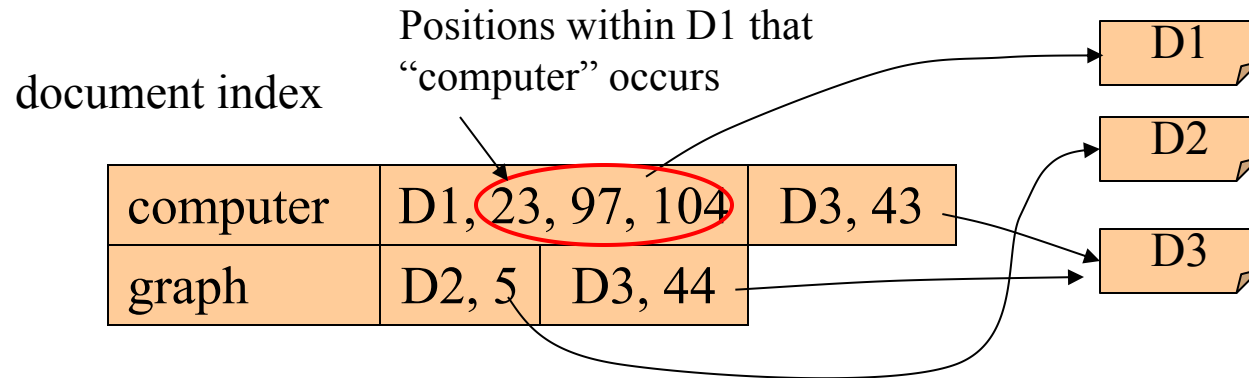 Positions within D1 that
“computer” occurs
document index
D1
D2
D3
computer D1, 23, 97, 104 D3, 43
graph D2, 5 D3, 44